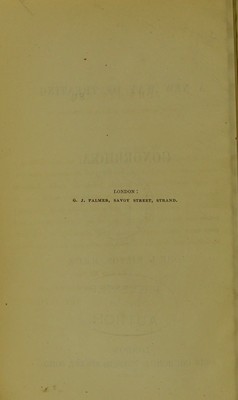 LONDON:
G. J. PALMER, SAVOY STREET, STRAND.